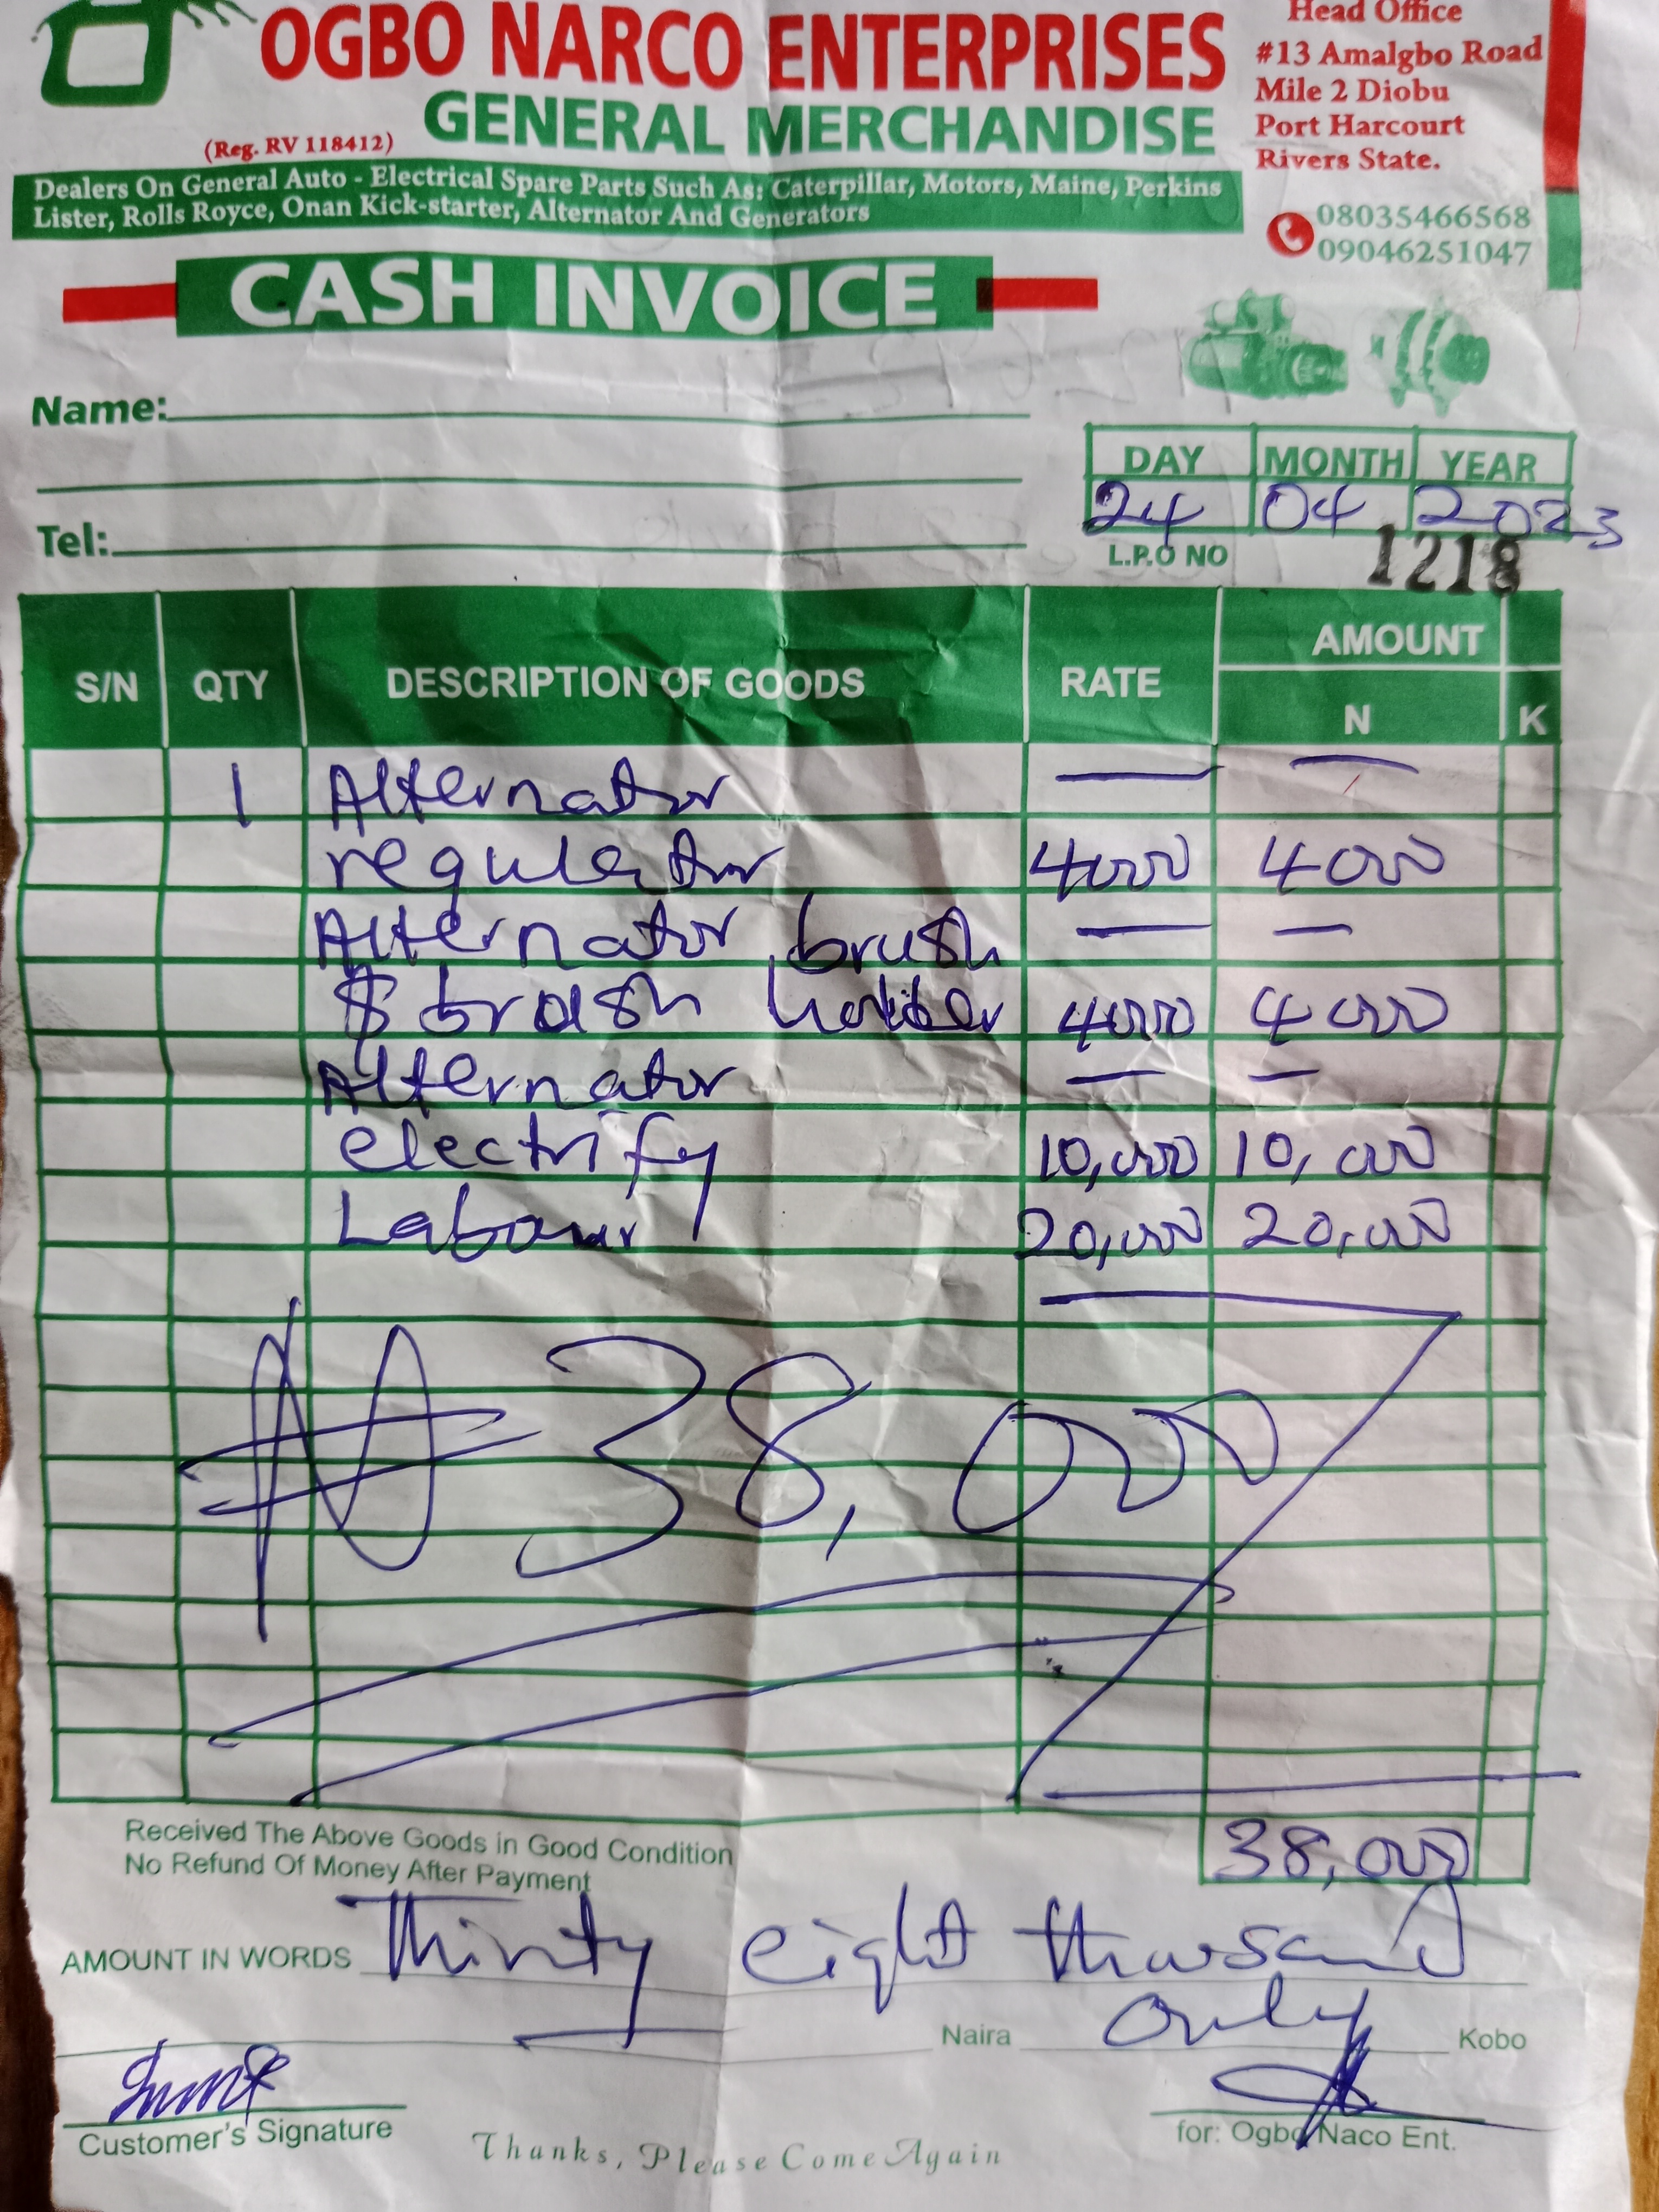 OGBO NARCO ENTERPRISES
GENERAL MERCHANDISE
(Reg. RV 118412)
Dealers On General Auto - Electrical Spare Parts Such As: Caterpillar, Motors, Maine, Perkins
Lister, Rolls Royce, Onan Kick-starter, Alternator And Generators
Head Office
#13 Amalgbo Road
Mile 2 Diobu
Port Harcourt
Rivers State.
08035466568
09046251047
CASH INVOICE
Name:
Tel:
DAY MONTH YEAR
24 04 2023
L.P.O NO 1218
S/N QTY DESCRIPTION OF GOODS RATE AMOUNT
N K
1 Alternator — —
regulator 4000 4000
Alternator brush — —
$ brush holder 4000 4000
Alternator — —
electrify 10,000 10,000
Labour 20,000 20,000
₦38,000
38,000
Received The Above Goods in Good Condition
No Refund Of Money After Payment
AMOUNT IN WORDS Thirty eight thousand
Naira Only Kobo
Customer's Signature
for: Ogbo Naco Ent.
Thanks, Please Come Again